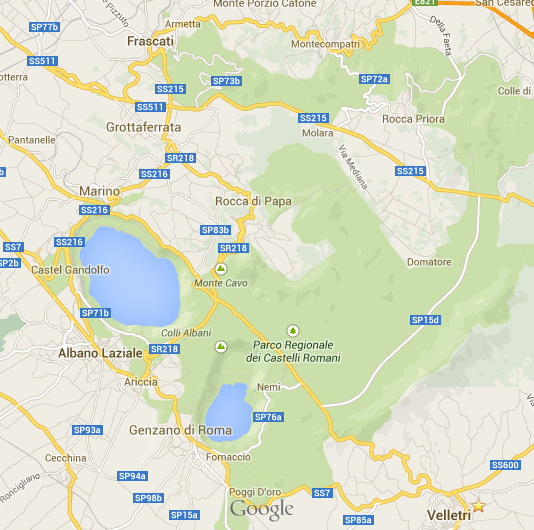 Monte Porzio Catone
E821
San Cesareo
Armetta
SP77b
Pizzuto
Della Faeta
Frascati
Montecompatri
SS511
SP73b
SP72a
SS215
Colle di
SS511
Rocca Priora
SS215
Grottaferrata
Molara
Pantanelle
SR218
Via Mediana
SS216
SS215
Marino
Rocca di Papa
SS216
SP83b
SS7
SS216
SR218
Domatore
SP2b
Castel Gandolfo
Monte Cavo
SP71b
SP15d
Colli Albani
Albano Laziale
SR218
Parco Regionale
dei Castelli Romani
Ariccia
Nemi
SP76a
SP93a
Genzano di Roma
Cecchina
Fornaccio
SS600
SP94a
Roncigliano
SP98b
Poggi D'oro
SS7
SP15a
Google
SP85a
Velletri